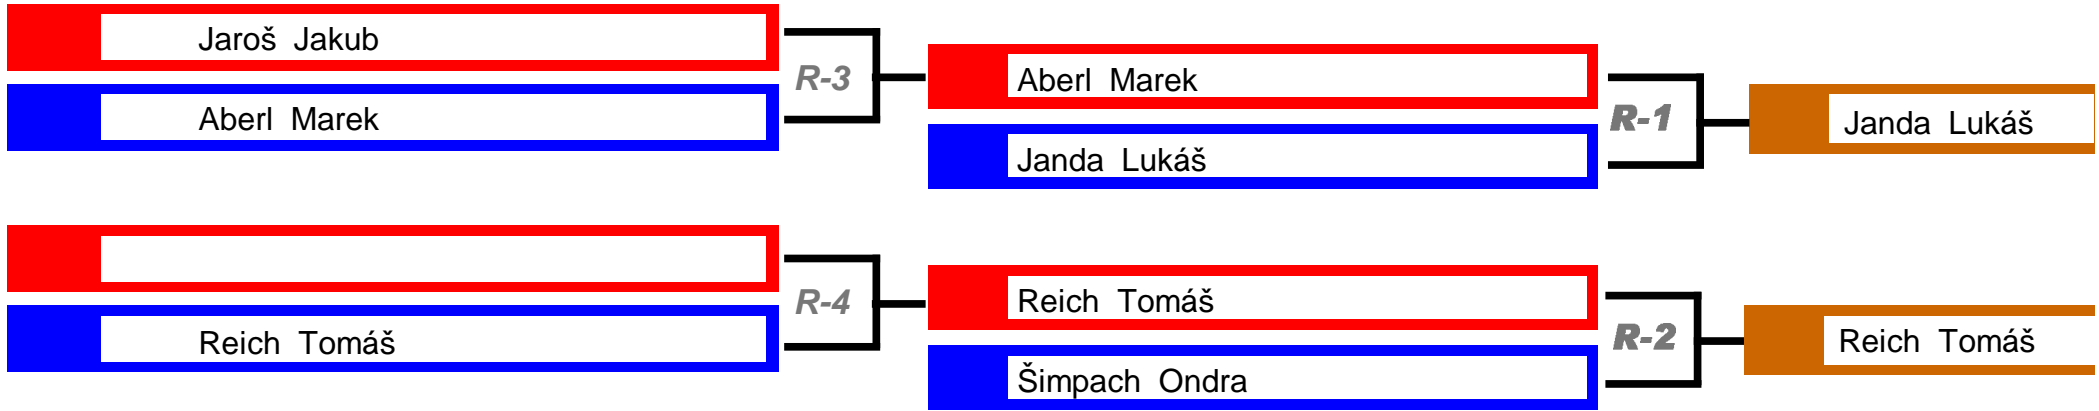 Jaroš Jakub
R-3
Aberl Marek
Aberl Marek
Janda Lukáš
R-1
Janda Lukáš
Reich Tomáš
R-4
Reich Tomáš
Šimpach Ondra
R-2
Reich Tomáš